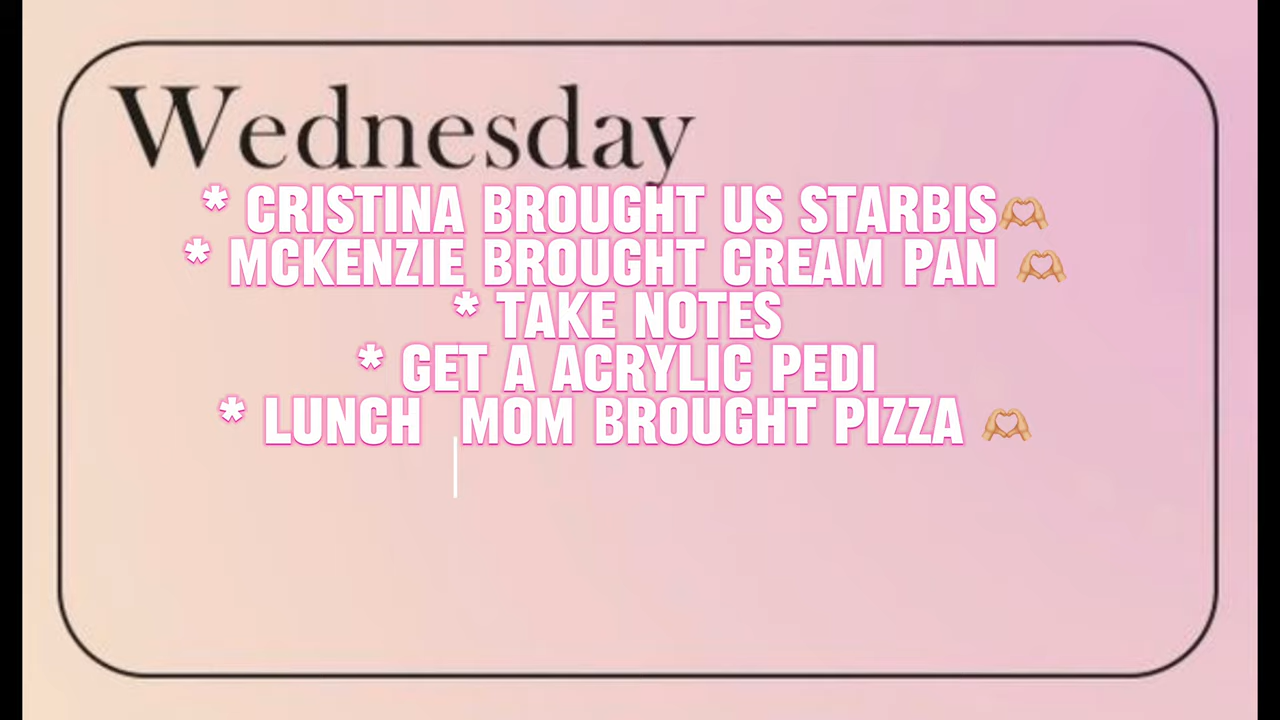 Wednesday
* CRISTINA BROUGHT US STARBIS🫶🏼
* MCKENZIE BROUGHT CREAM PAN 🫶🏼
* TAKE NOTES
* GET A ACRYLIC PEDI
* LUNCH  MOM BROUGHT PIZZA 🫶🏼